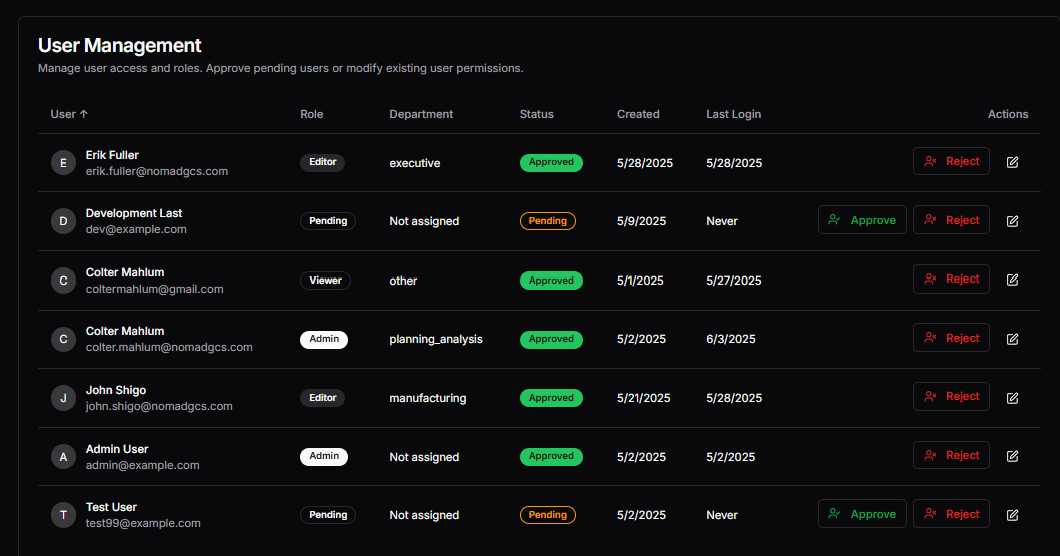 User Management
Manage user access and roles. Approve pending users or modify existing user permissions.
User ↑ Role Department Status Created Last Login Actions
E Erik Fuller Editor executive Approved 5/28/2025 5/28/2025 Reject
erik.fuller@nomadgcs.com
D Development Last Pending Not assigned Pending 5/9/2025 Never Approve Reject
dev@example.com
C Colter Mahlum Viewer other Approved 5/1/2025 5/27/2025 Reject
coltermahlum@gmail.com
C Colter Mahlum Admin planning_analysis Approved 5/2/2025 6/3/2025 Reject
colter.mahlum@nomadgcs.com
J John Shigo Editor manufacturing Approved 5/21/2025 5/28/2025 Reject
john.shigo@nomadgcs.com
A Admin User Admin Not assigned Approved 5/2/2025 5/2/2025 Reject
admin@example.com
T Test User Pending Not assigned Pending 5/2/2025 Never Approve Reject
test99@example.com